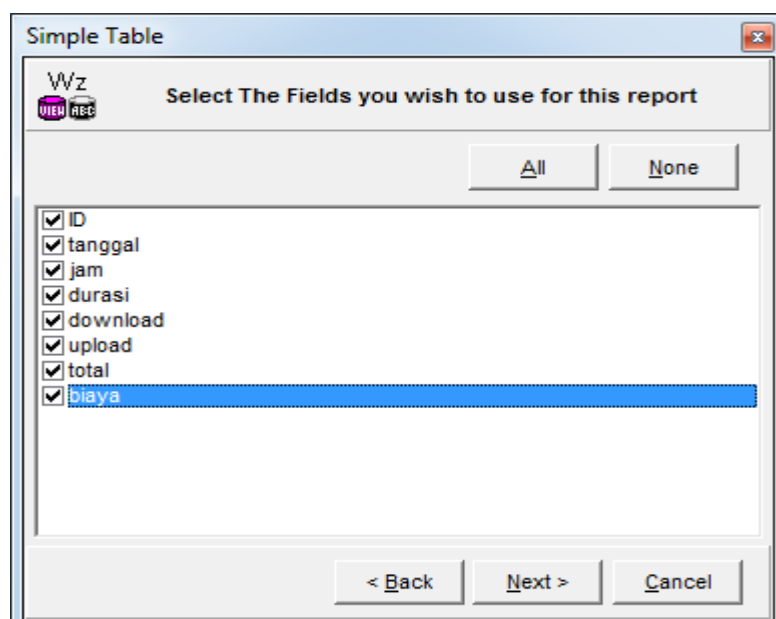 Simple Table
Wz
VIEW ABC
Select The Fields you wish to use for this report
All None
ID
tanggal
jam
durasi
download
upload
total
biaya
< Back Next > Cancel